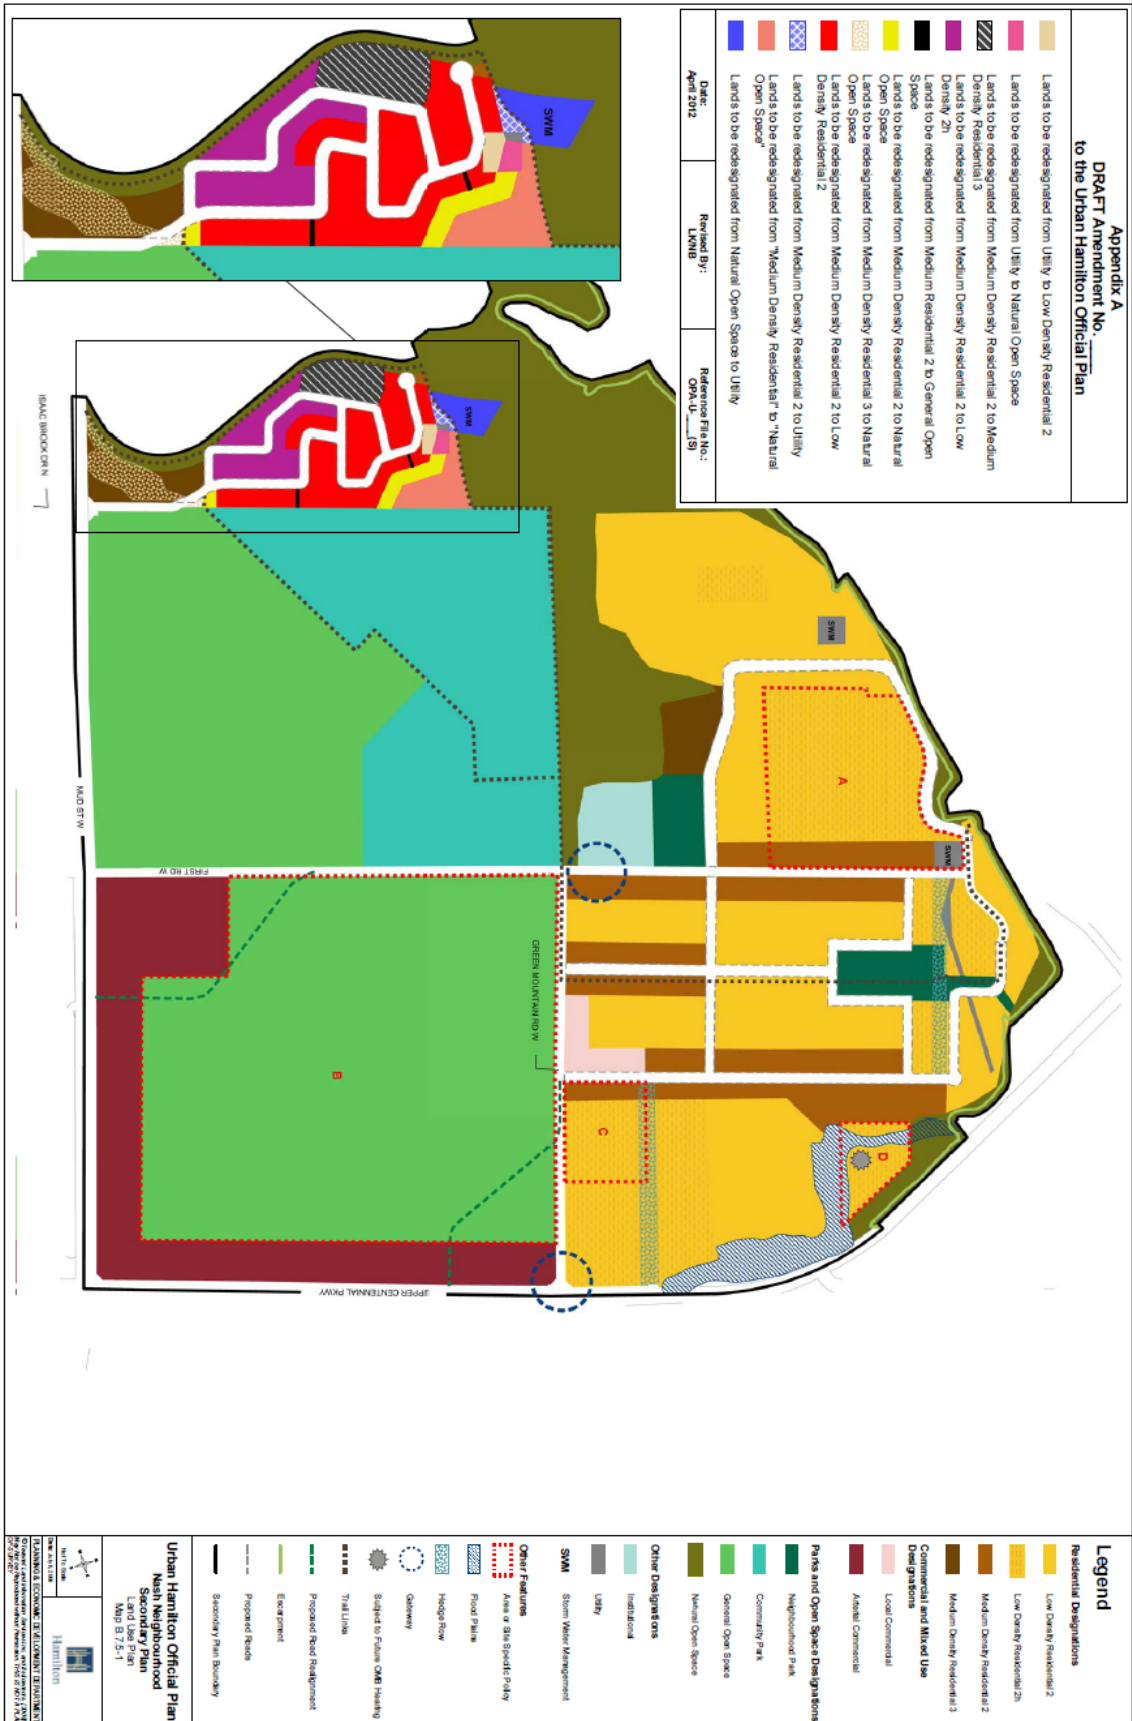 Appendix A
DRAFT Amendment No. ____
to the Urban Hamilton Official Plan
Lands to be redesignated from Utility to Low Density Residential 2
Lands to be redesignated from Utility to Natural Open Space
Lands to be redesignated from Medium Density Residential 2 to Medium
Density Residential 3
Lands to be redesignated from Medium Density Residential 2 to Low
Density 2h
Lands to be redesignated from Medium Residential 2 to General Open
Space
Lands to be redesignated from Medium Density Residential 2 to Natural
Open Space
Lands to be redesignated from Medium Density Residential 3 to Natural
Open Space
Lands to be redesignated from Medium Density Residential 2 to Low
Density Residential 2
Lands to be redesignated from Medium Density Residential 2 to Utility
Lands to be redesignated from "Medium Density Residential" to "Natural
Open Space"
Lands to be redesignated from Natural Open Space to Utility
Date:
April 2012
Revised By:
LK/NB
Reference File No.:
OPA-U-____(S)
SWM
SWM
SWM
SWM
A
B
C
D
ISAAC BROCK DR N
MUD ST W
FIRST RD W
GREEN MOUNTAIN RD W
UPPER CENTENNIAL PKWY
Legend
Residential Designations
Low Density Residential 2
Low Density Residential 2h
Medium Density Residential 2
Medium Density Residential 3
Commercial and Mixed Use
Designations
Local Commercial
Arterial Commercial
Parks and Open Space Designations
Neighbourhood Park
Community Park
General Open Space
Natural Open Space
Other Designations
Institutional
Utility
SWM Storm Water Management
Other Features
Area or Site Specific Policy
Flood Plains
Hedge Row
Gateway
Subject to Future OMB Hearing
Trail Links
Proposed Road Realignment
Escarpment
Proposed Roads
Secondary Plan Boundary
Urban Hamilton Official Plan
Nash Neighbourhood
Secondary Plan
Land Use Plan
Map B.7.5-1
Not To Scale
PLANNING & ECONOMIC DEVELOPMENT DEPARTMENT
Hamilton